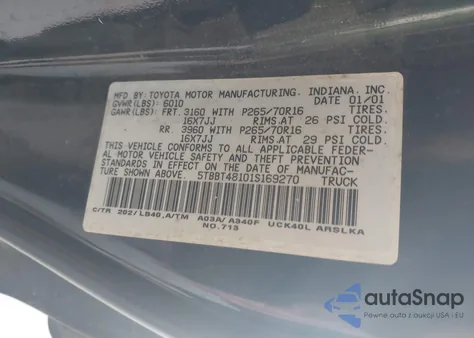 MFD. BY TOYOTA MOTOR MANUFACTURING, INDIANA, INC.
GVWR(LBS): 6010 DATE 01/01
GAWR(LBS): FRT. 3160 WITH P265/70R16 TIRES,
16X7JJ RIMS,AT 26 PSI COLD.
RR. 3960 WITH P265/70R16 TIRES,
16X7JJ RIMS,AT 29 PSI COLD.
THIS VEHICLE CONFORMS TO ALL APPLICABLE FEDER-
AL MOTOR VEHICLE SAFETY AND THEFT PREVENTION
STANDARDS IN EFFECT ON THE DATE OF MANUFAC-
TURE SHOWN ABOVE. 5TBBT48101S169270 TRUCK
C/TR 202/LB40,A/TM A03A/A340F UCK40L ARSLKA
NO.713
autoSnap
Pewne auto z aukcji USA i EU